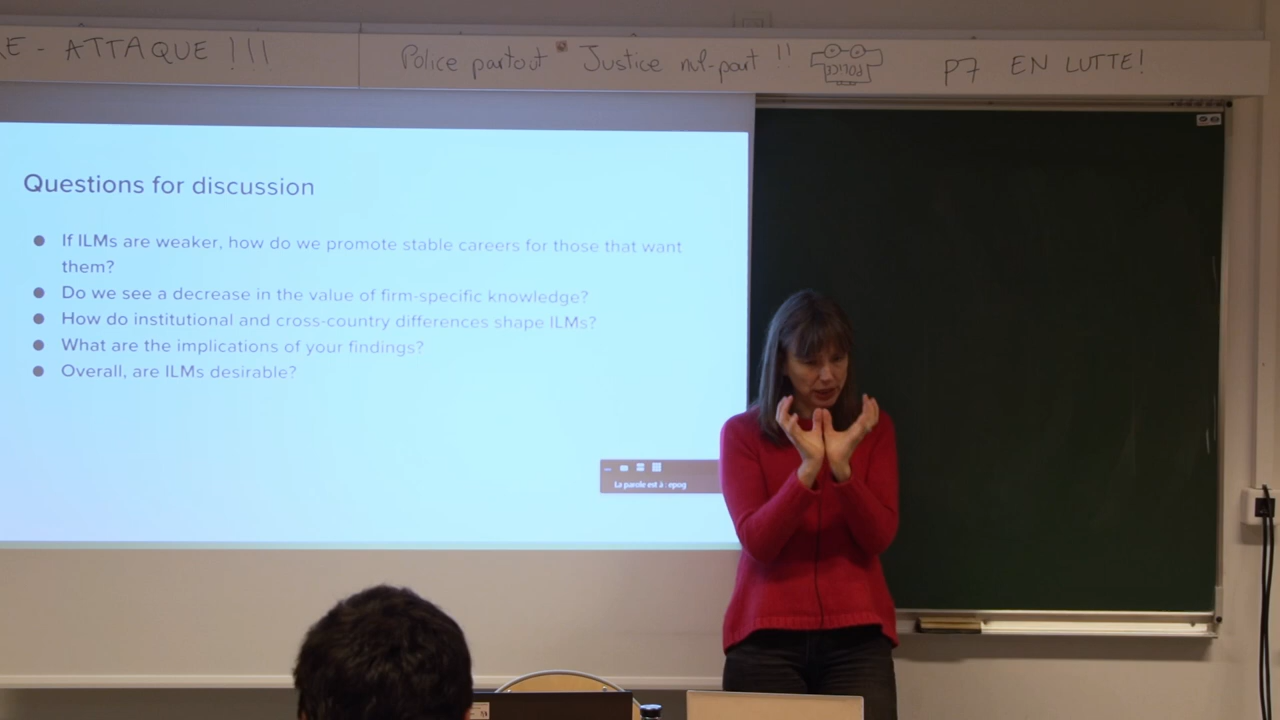 RE - ATTAQUE !!!
Police partout Justice nul-part !!
POLICE
P7 EN LUTTE!
Questions for discussion
● If ILMs are weaker, how do we promote stable careers for those that want
them?
● Do we see a decrease in the value of firm-specific knowledge?
● How do institutional and cross-country differences shape ILMs?
● What are the implications of your findings?
● Overall, are ILMs desirable?
La parole est à : epog